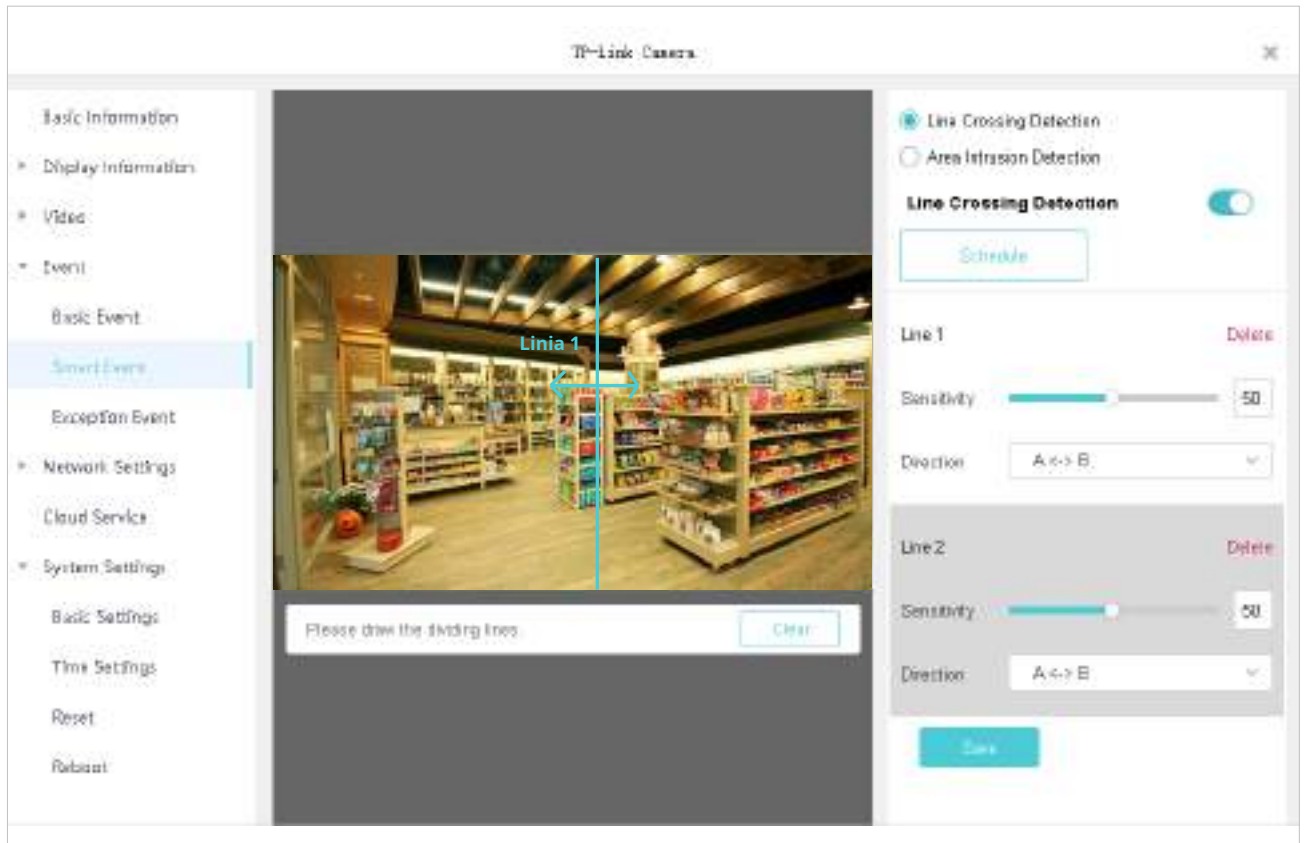 TP-Link Camera
Basic Information
Display Information
Video
Event
Basic Event
Smart Event
Exception Event
Network Settings
Cloud Service
System Settings
Basic Settings
Time Settings
Reset
Reboot
Linia 1
Please draw the dividing lines.
Clear
Line Crossing Detection
Area Intrusion Detection
Line Crossing Detection
Schedule
Line 1 Delete
Sensitivity 50
Direction A <-> B
Line 2 Delete
Sensitivity 50
Direction A <-> B
Save